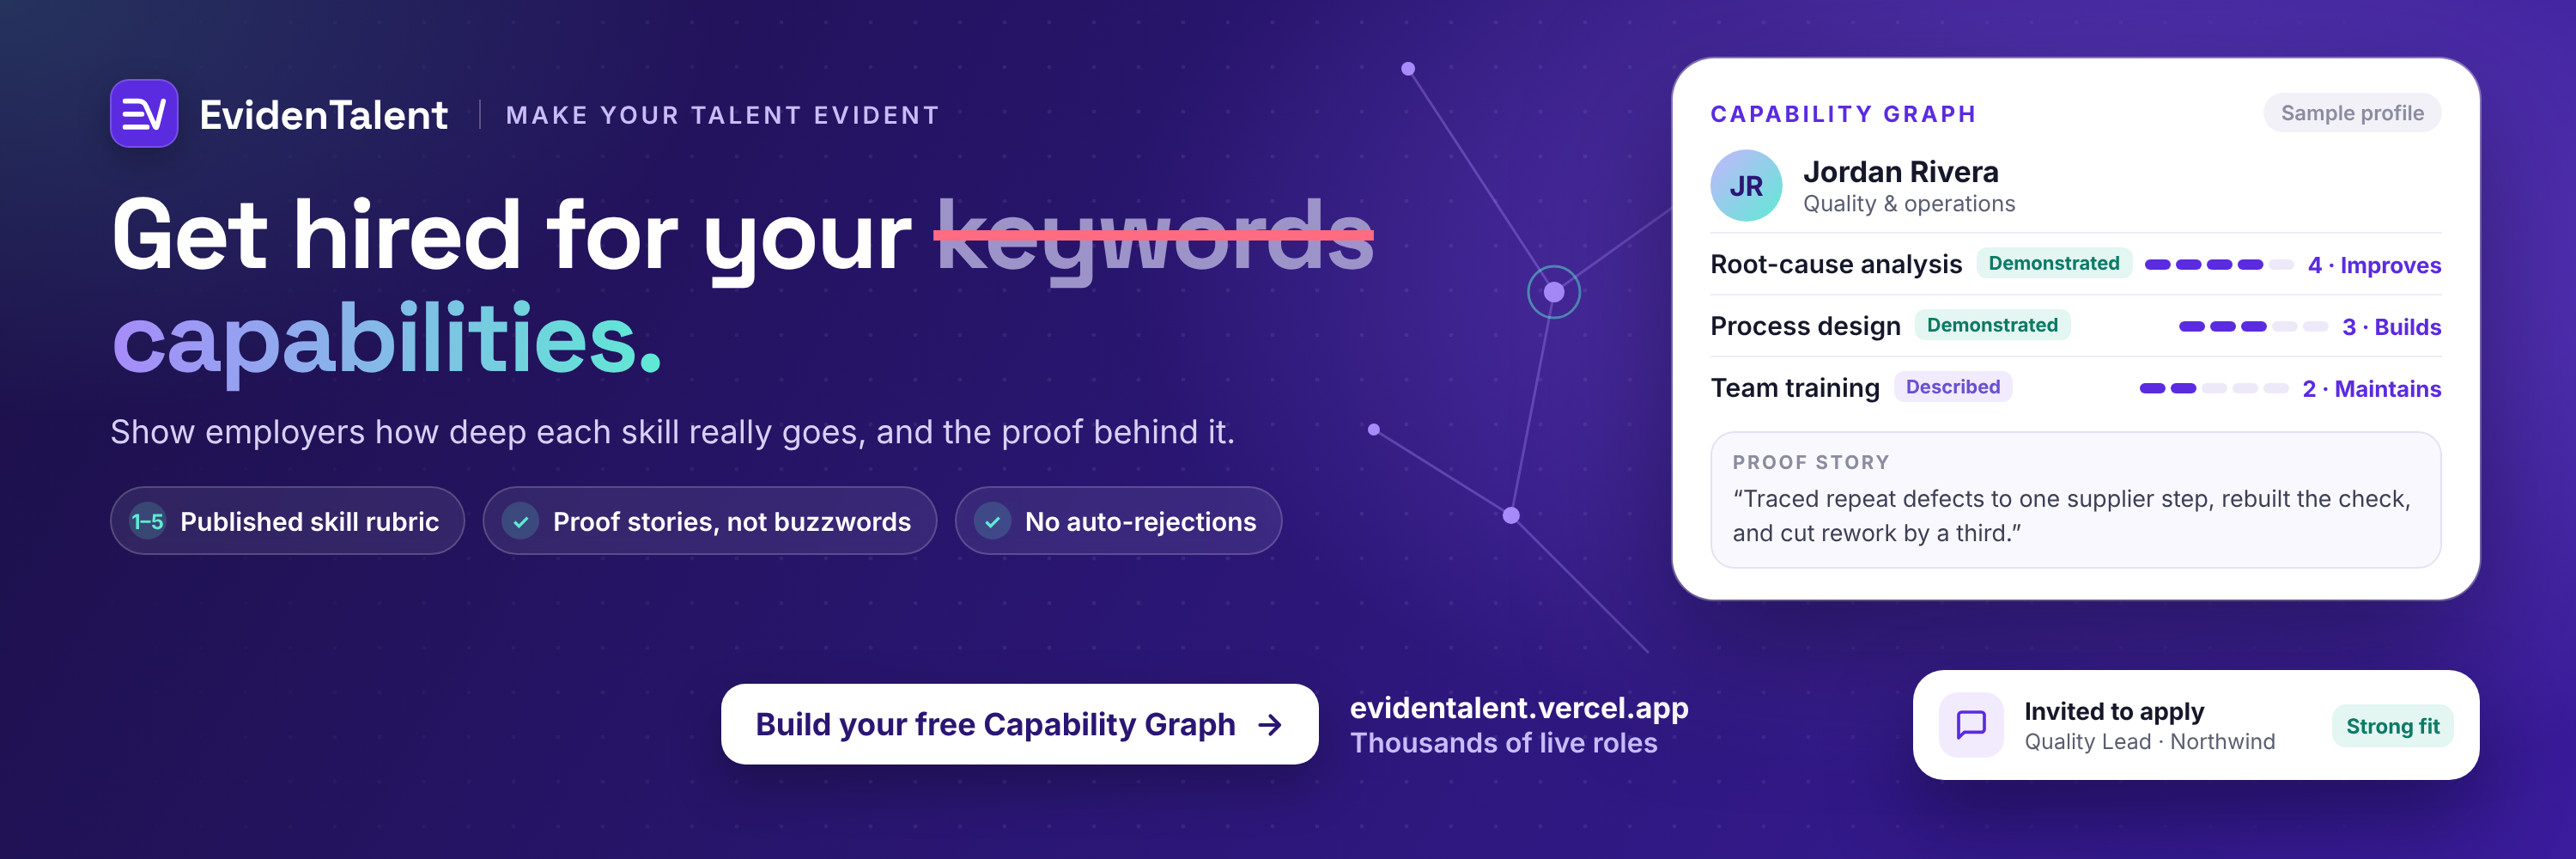 EV EvidenTalent MAKE YOUR TALENT EVIDENT
Get hired for your keywords
capabilities.
Show employers how deep each skill really goes, and the proof behind it.
1–5 Published skill rubric
✓ Proof stories, not buzzwords
✓ No auto-rejections
Build your free Capability Graph →
evidentalent.vercel.app
Thousands of live roles
CAPABILITY GRAPH
Sample profile
JR
Jordan Rivera
Quality & operations
Root-cause analysis Demonstrated 4 · Improves
Process design Demonstrated 3 · Builds
Team training Described 2 · Maintains
PROOF STORY
“Traced repeat defects to one supplier step, rebuilt the check,
and cut rework by a third.”
Invited to apply
Quality Lead · Northwind
Strong fit